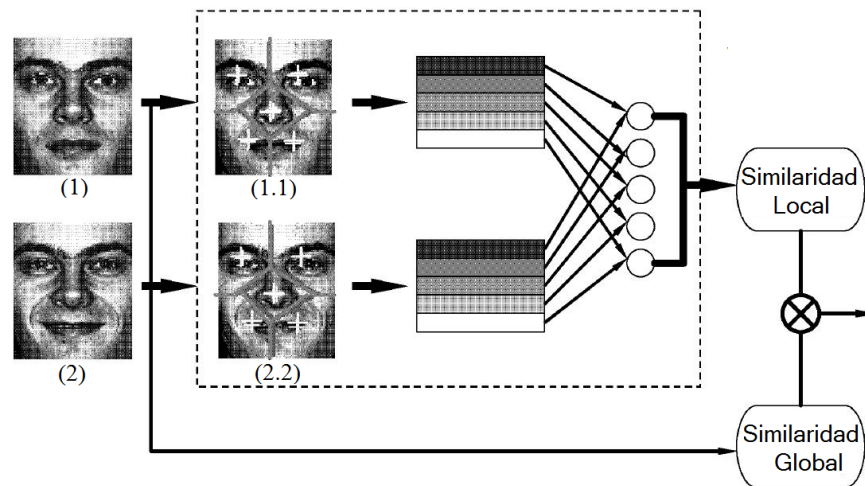 (1)
(1.1)
(2)
(2.2)
Similaridad
Local
Similaridad
Global